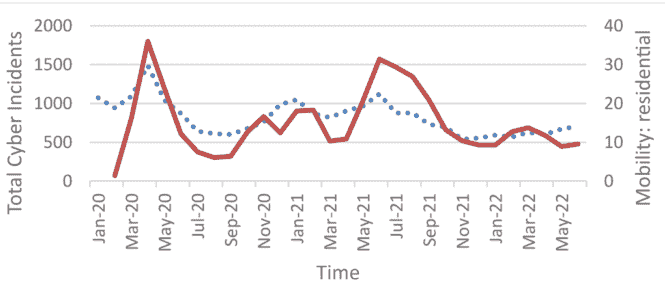 Total Cyber Incidents
2000
1500
1000
500
0
40
30
20
10
0
Mobility: residential
Jan-20
Mar-20
May-20
Jul-20
Sep-20
Nov-20
Jan-21
Mar-21
May-21
Jul-21
Sep-21
Nov-21
Jan-22
Mar-22
May-22
Time